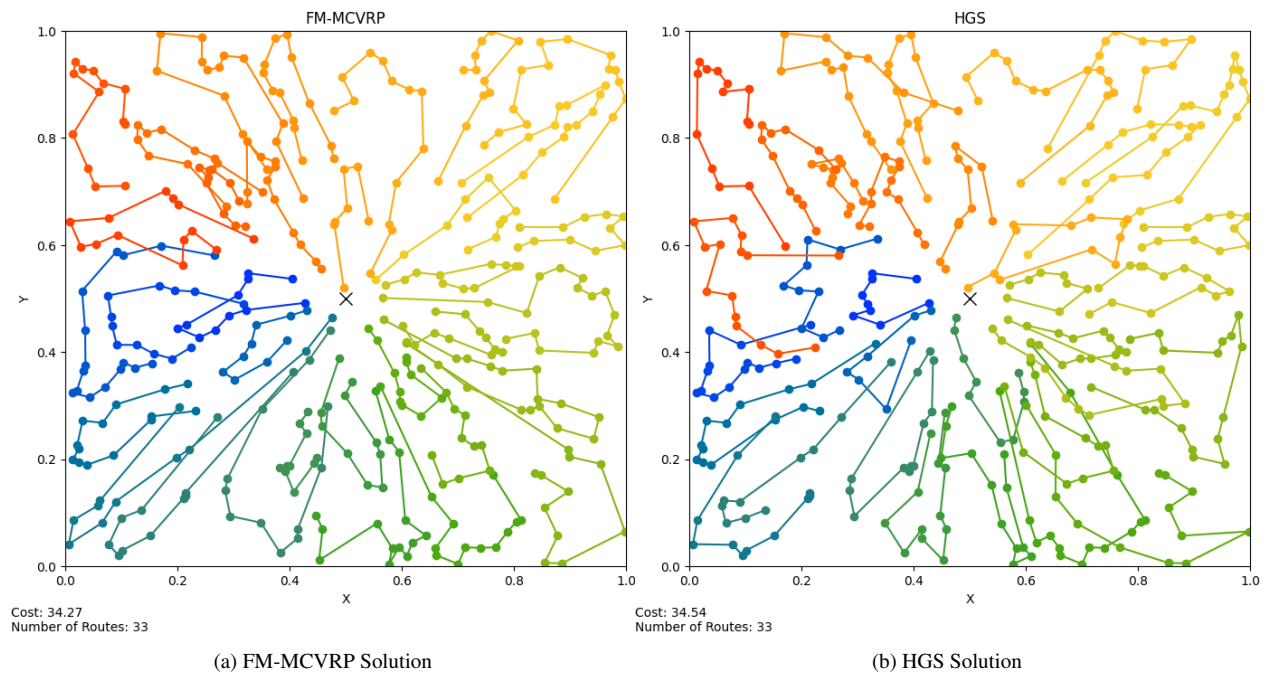 FM-MCVRP
1.0
0.8
0.6
0.4
0.2
0.0
Y
0.0 0.2 0.4 0.6 0.8 1.0
X
Cost: 34.27
Number of Routes: 33
(a) FM-MCVRP Solution
HGS
1.0
0.8
0.6
0.4
0.2
0.0
Y
0.0 0.2 0.4 0.6 0.8 1.0
X
Cost: 34.54
Number of Routes: 33
(b) HGS Solution